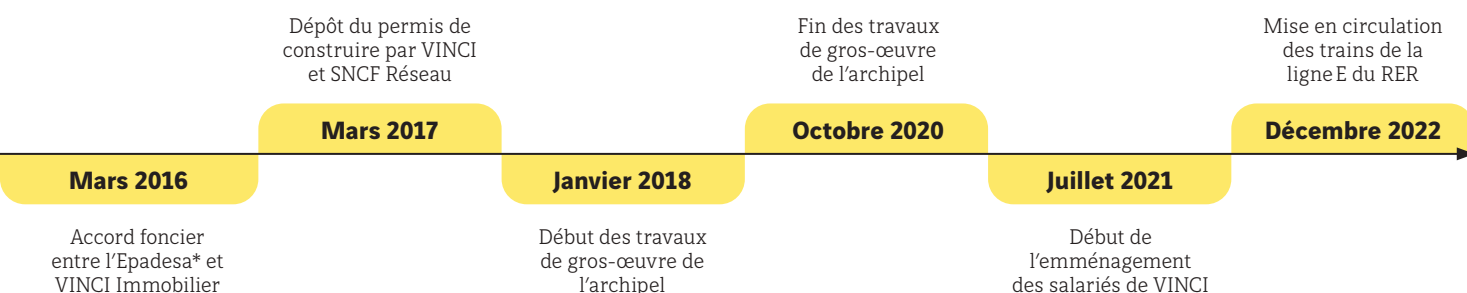 Mars 2016
Accord foncier
entre l'Epadesa* et
VINCI Immobilier
Dépôt du permis de
construire par VINCI
et SNCF Réseau
Mars 2017
Janvier 2018
Début des travaux
de gros-œuvre de
l'archipel
Fin des travaux
de gros-œuvre
de l'archipel
Octobre 2020
Juillet 2021
Début de
l'emménagement
des salariés de VINCI
Mise en circulation
des trains de la
ligne E du RER
Décembre 2022